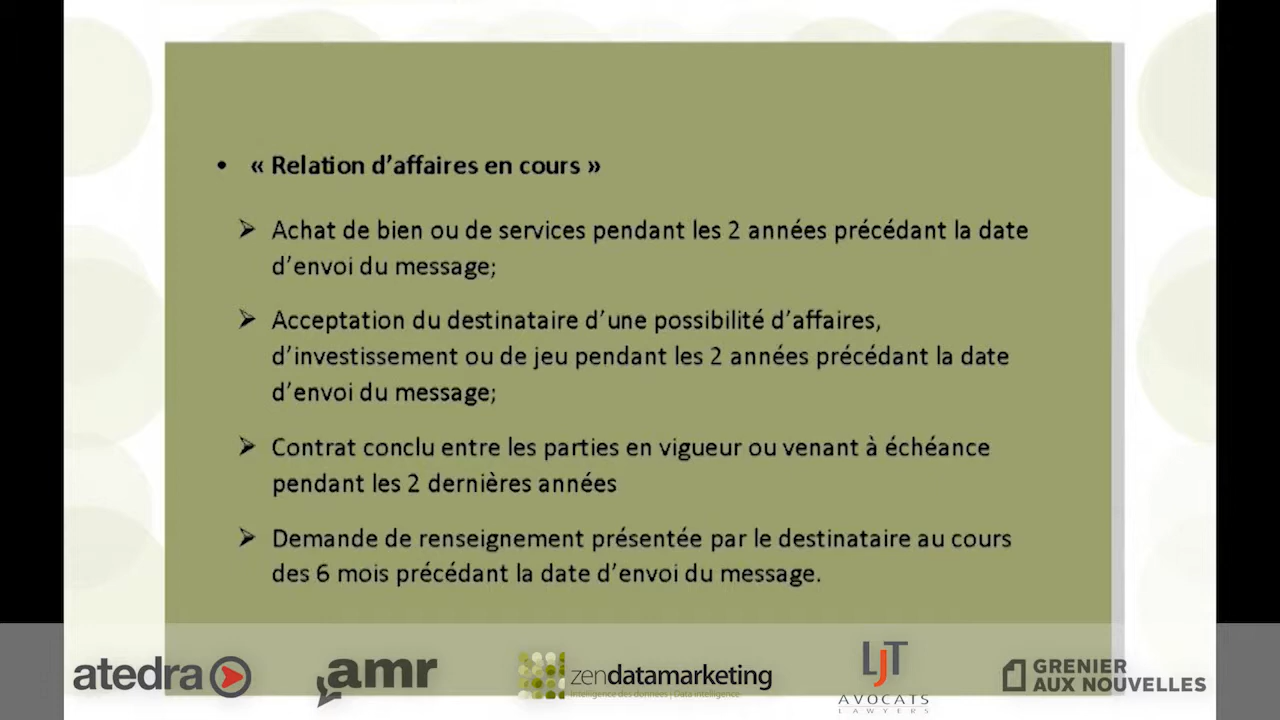 • « Relation d’affaires en cours »
➢ Achat de bien ou de services pendant les 2 années précédant la date
d’envoi du message;
➢ Acceptation du destinataire d’une possibilité d’affaires,
d’investissement ou de jeu pendant les 2 années précédant la date
d’envoi du message;
➢ Contrat conclu entre les parties en vigueur ou venant à échéance
pendant les 2 dernières années
➢ Demande de renseignement présentée par le destinataire au cours
des 6 mois précédant la date d’envoi du message.
atedra
amr
zendatamarketing
intelligence des données | Data intelligence
LJT
AVOCATS
LAWYERS
GRENIER
AUX NOUVELLES